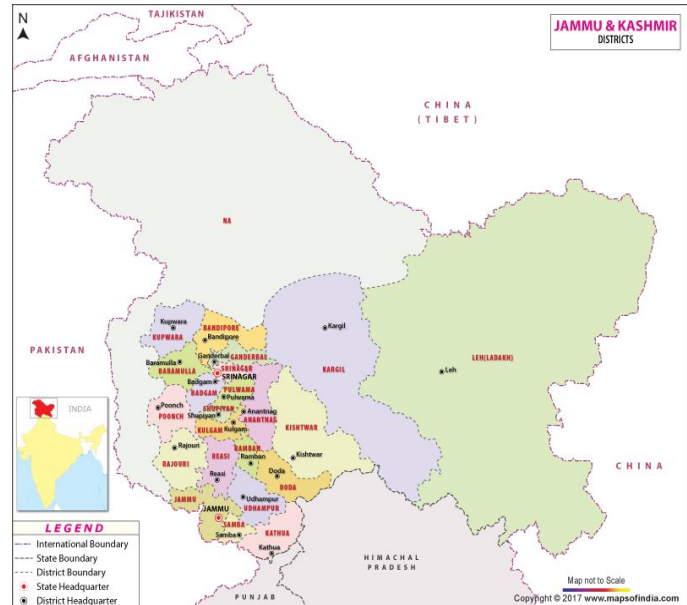 N
TAJIKISTAN
JAMMU & KASHMIR
DISTRICTS
AFGHANISTAN
CHINA
(TIBET)
NA
Kupwara
KUPWARA
BANDIPORE
Bandipore
Kargil
PAKISTAN
Baramulla
BARAMULLA
Ganderbal
GANDERBAL
SRINAGAR
SRINAGAR
KARGIL
LEH(LADAKH)
Leh
Badgam
BADGAM
PULWAMA
Pulwama
Poonch
POONCH
SHUPIYAN
Shupiyan
Anantnag
ANANTNAG
KULGAM
Kulgam
KISHTWAR
INDIA
Rajouri
RAJOURI
REASI
Reasi
RAMBAN
Ramban
Kishtwar
CHINA
Doda
DODA
JAMMU
JAMMU
Udhampur
UDHAMPUR
SAMBA
Samba
KATHUA
Kathua
HIMACHAL
PRADESH
PUNJAB
LEGEND
International Boundary
State Boundary
District Boundary
State Headquarter
District Headquarter
Map not to Scale
Copyright © 2017 www.mapsofindia.com